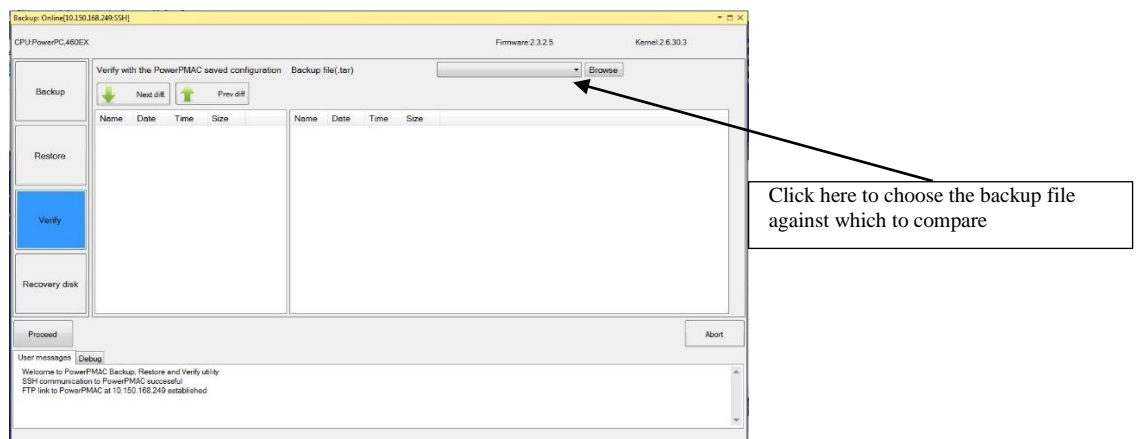 Backup: Online[10.150.168.249:SSH]
CPU:PowerPC,460EX Firmware:2.3.2.5 Kernel:2.6.30.3
Backup
Restore
Verify
Recovery disk
Verify with the PowerPMAC saved configuration Backup file(.tar) Browse
Next diff. Prev diff
Name Date Time Size Name Date Time Size
Click here to choose the backup file
against which to compare
Proceed Abort
User messages Debug
Welcome to PowerPMAC Backup, Restore and Verify utility
SSH communication to PowerPMAC successful
FTP link to PowerPMAC at 10.150.168.249 established